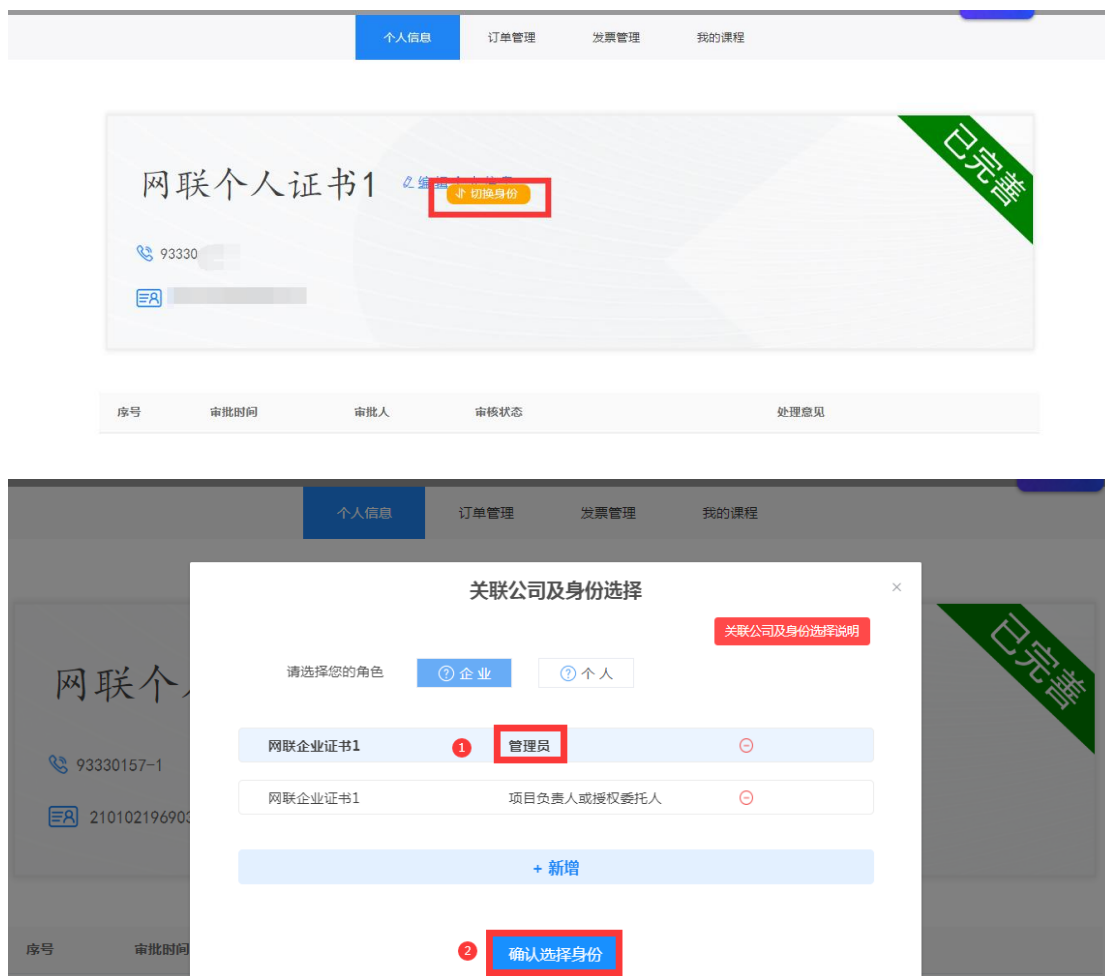 个人信息 订单管理 发票管理 我的课程
已完善
网联个人证书1
切换身份
93330
序号 审批时间 审批人 审核状态 处理意见
个人信息 订单管理 发票管理 我的课程
关联公司及身份选择
关联公司及身份选择说明
已完善
网联个
请选择您的角色 企业 个人
网联企业证书1 1 管理员
93330157-1
网联企业证书1 项目负责人或授权委托人
21010219690
+ 新增
序号 审批时间
2 确认选择身份